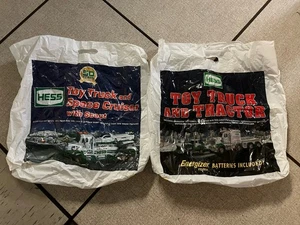 HESS
Toy Truck and
Space Cruiser
with Scout
HESS
TOY TRUCK
AND TRACTOR
Energizer BATTERIES INCLUDED